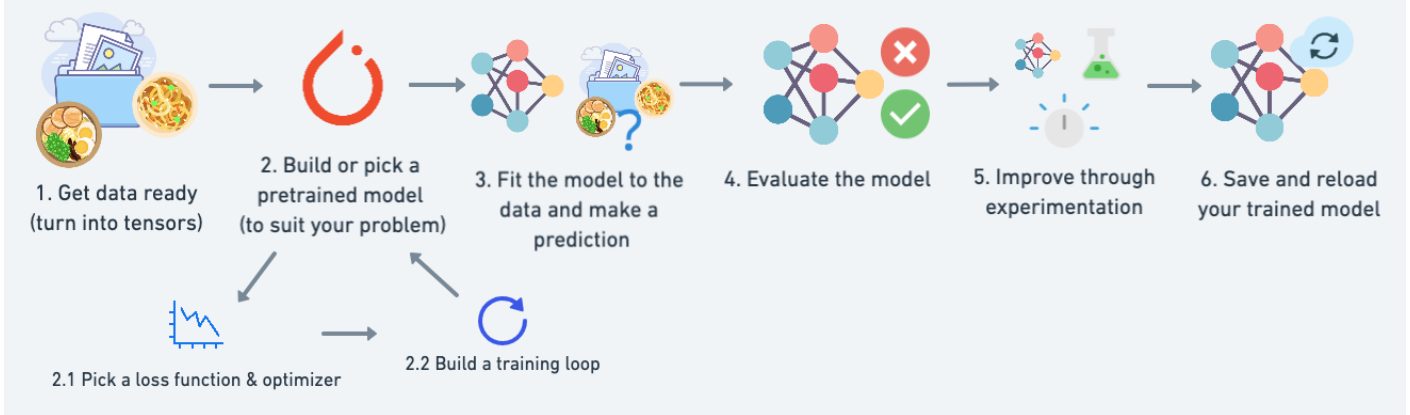 1. Get data ready
(turn into tensors)
2. Build or pick a
pretrained model
(to suit your problem)
3. Fit the model to the
data and make a
prediction
4. Evaluate the model
5. Improve through
experimentation
6. Save and reload
your trained model
2.1 Pick a loss function & optimizer
2.2 Build a training loop